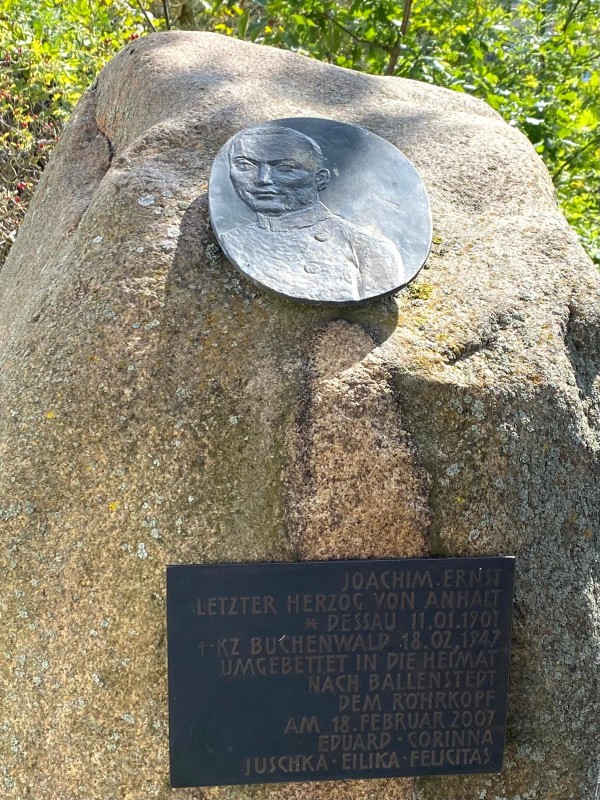 JOACHIM ERNST
LETZTER HERZOG VON ANHALT
* DESSAU 11.01.1901
† KZ BUCHENWALD 18.02.1947
UMGEBETTET IN DIE HEIMAT
NACH BALLENSTEDT
DEM RÖHRKOPF
AM 18. FEBRUAR 2007
EDUARD · CORINNA
JUSCHKA · EILIKA · FELICITAS